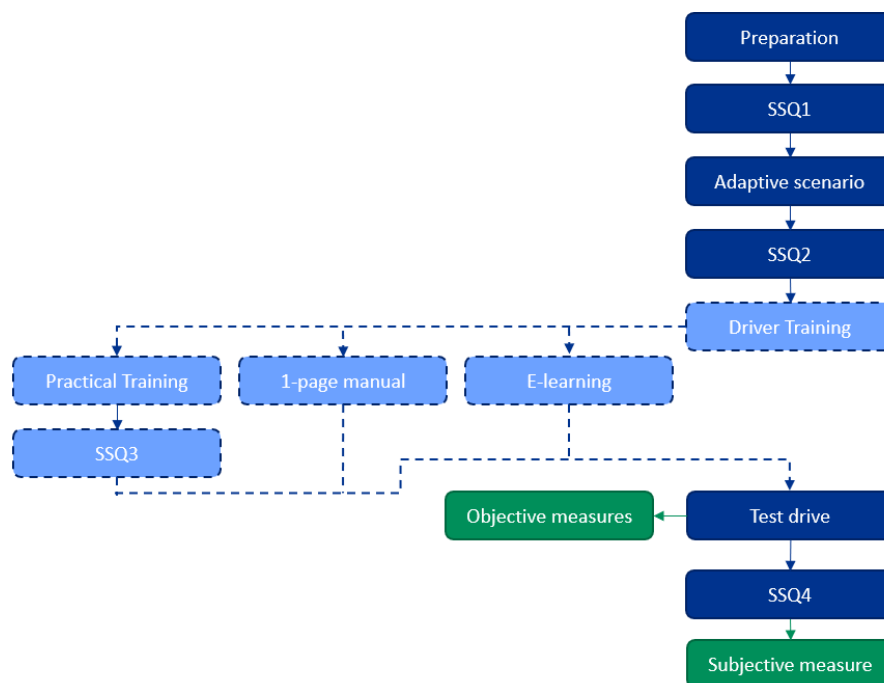 Preparation
SSQ1
Adaptive scenario
SSQ2
Driver Training
Practical Training
1-page manual
E-learning
SSQ3
Objective measures
Test drive
SSQ4
Subjective measure